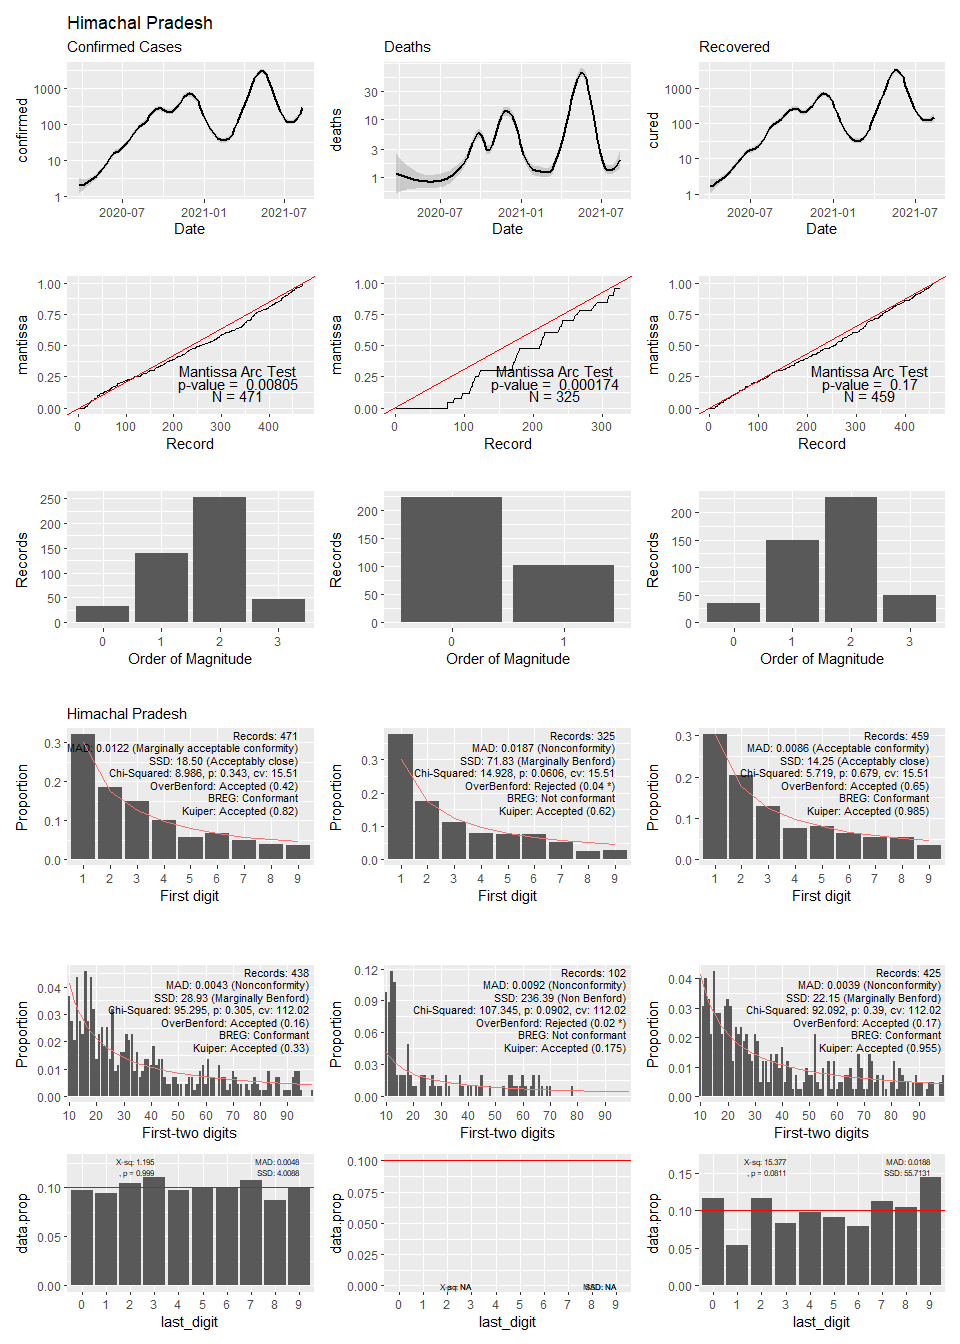 Himachal Pradesh
Confirmed Cases
Deaths
Recovered
confirmed
1000
100
10
1
2020-07 2021-01 2021-07
Date
deaths
30
10
3
1
2020-07 2021-01 2021-07
Date
cured
1000
100
10
1
2020-07 2021-01 2021-07
Date
mantissa
1.00
0.75
0.50
0.25
0.00
Mantissa Arc Test
p-value = 0.00805
N = 471
0 100 200 300 400
Record
mantissa
1.00
0.75
0.50
0.25
0.00
Mantissa Arc Test
p-value = 0.000174
N = 325
0 100 200 300
Record
mantissa
1.00
0.75
0.50
0.25
0.00
Mantissa Arc Test
p-value = 0.17
N = 459
0 100 200 300 400
Record
Records
250
200
150
100
50
0
0 1 2 3
Order of Magnitude
Records
200
150
100
50
0
0 1
Order of Magnitude
Records
200
150
100
50
0
0 1 2 3
Order of Magnitude
Himachal Pradesh
Proportion
0.3
0.2
0.1
0.0
Records: 471
MAD: 0.0122 (Marginally acceptable conformity)
SSD: 18.50 (Acceptably close)
Chi-Squared: 8.986, p: 0.343, cv: 15.51
OverBenford: Accepted (0.42)
BREG: Conformant
Kuiper: Accepted (0.82)
1 2 3 4 5 6 7 8 9
First digit
Proportion
0.3
0.2
0.1
0.0
Records: 325
MAD: 0.0187 (Nonconformity)
SSD: 71.83 (Marginally Benford)
Chi-Squared: 14.928, p: 0.0606, cv: 15.51
OverBenford: Rejected (0.04 *)
BREG: Not conformant
Kuiper: Accepted (0.62)
1 2 3 4 5 6 7 8 9
First digit
Proportion
0.3
0.2
0.1
0.0
Records: 459
MAD: 0.0086 (Acceptable conformity)
SSD: 14.25 (Acceptably close)
Chi-Squared: 5.719, p: 0.679, cv: 15.51
OverBenford: Accepted (0.65)
BREG: Conformant
Kuiper: Accepted (0.985)
1 2 3 4 5 6 7 8 9
First digit
Proportion
0.04
0.03
0.02
0.01
0.00
Records: 438
MAD: 0.0043 (Nonconformity)
SSD: 28.93 (Marginally Benford)
Chi-Squared: 95.295, p: 0.305, cv: 112.02
OverBenford: Accepted (0.16)
BREG: Conformant
Kuiper: Accepted (0.33)
10 20 30 40 50 60 70 80 90
First-two digits
Proportion
0.12
0.09
0.06
0.03
0.00
Records: 102
MAD: 0.0092 (Nonconformity)
SSD: 236.39 (Non Benford)
Chi-Squared: 107.345, p: 0.0902, cv: 112.02
OverBenford: Rejected (0.02 *)
BREG: Not conformant
Kuiper: Accepted (0.175)
10 20 30 40 50 60 70 80 90
First-two digits
Proportion
0.04
0.03
0.02
0.01
0.00
Records: 425
MAD: 0.0039 (Nonconformity)
SSD: 22.15 (Marginally Benford)
Chi-Squared: 92.092, p: 0.39, cv: 112.02
OverBenford: Accepted (0.17)
BREG: Conformant
Kuiper: Accepted (0.955)
10 20 30 40 50 60 70 80 90
First-two digits
data.prop
0.10
0.05
0.00
X-sq: 1.195
, p = 0.999
MAD: 0.0048
SSD: 4.0088
0 1 2 3 4 5 6 7 8 9
last_digit
data.prop
0.100
0.075
0.050
0.025
0.000
X-sq: NA
SSD: NA
0 1 2 3 4 5 6 7 8 9
last_digit
data.prop
0.15
0.10
0.05
0.00
X-sq: 15.377
, p = 0.0811
MAD: 0.0188
SSD: 55.7131
0 1 2 3 4 5 6 7 8 9
last_digit